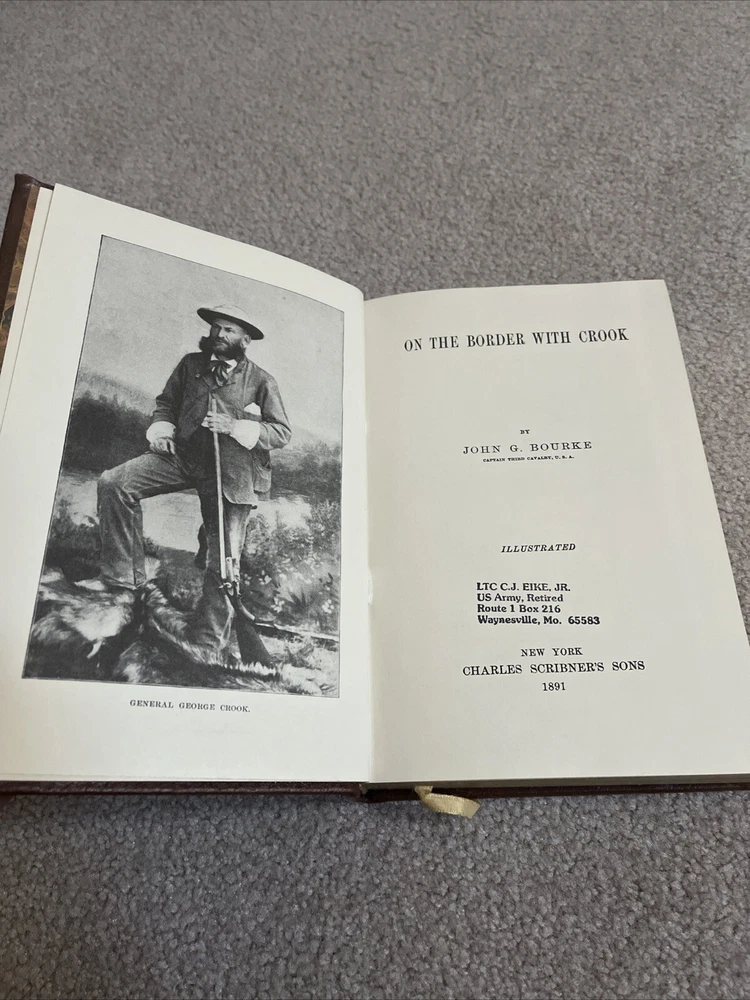 GENERAL GEORGE CROOK.
ON THE BORDER WITH CROOK
BY
JOHN G. BOURKE
CAPTAIN THIRD CAVALRY, U. S. A.
ILLUSTRATED
LTC C.J. EIKE, JR.
US Army, Retired
Route 1 Box 216
Waynesville, Mo. 65583
NEW YORK
CHARLES SCRIBNER'S SONS
1891